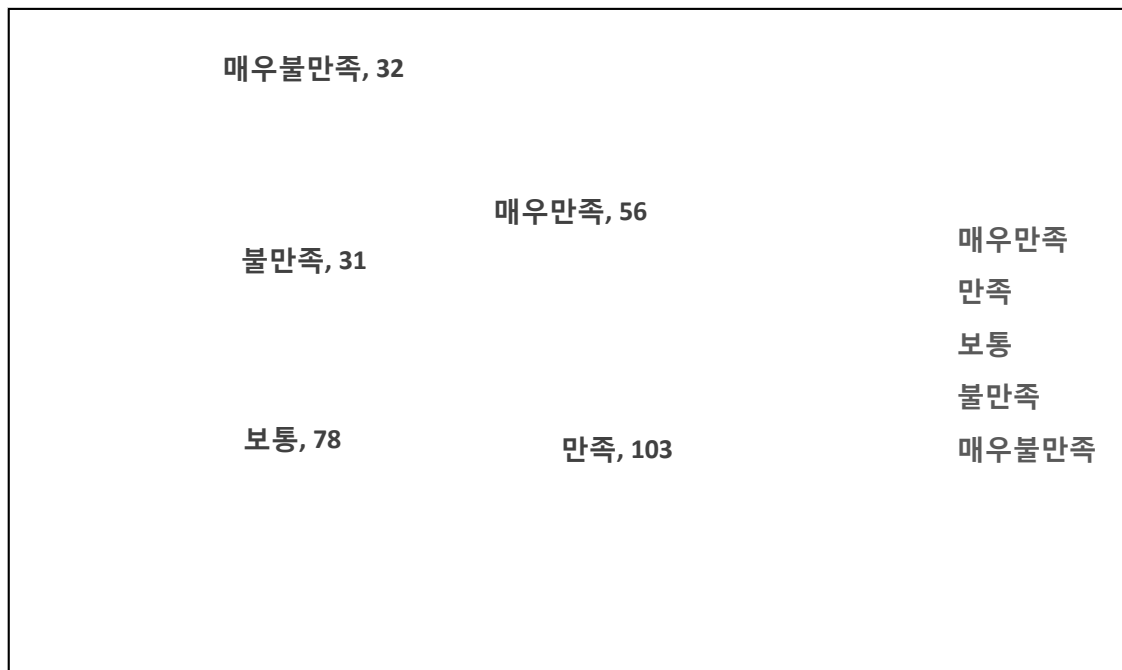 매우불만족, 32
매우만족, 56
불만족, 31
보통, 78
만족, 103
매우만족
만족
보통
불만족
매우불만족